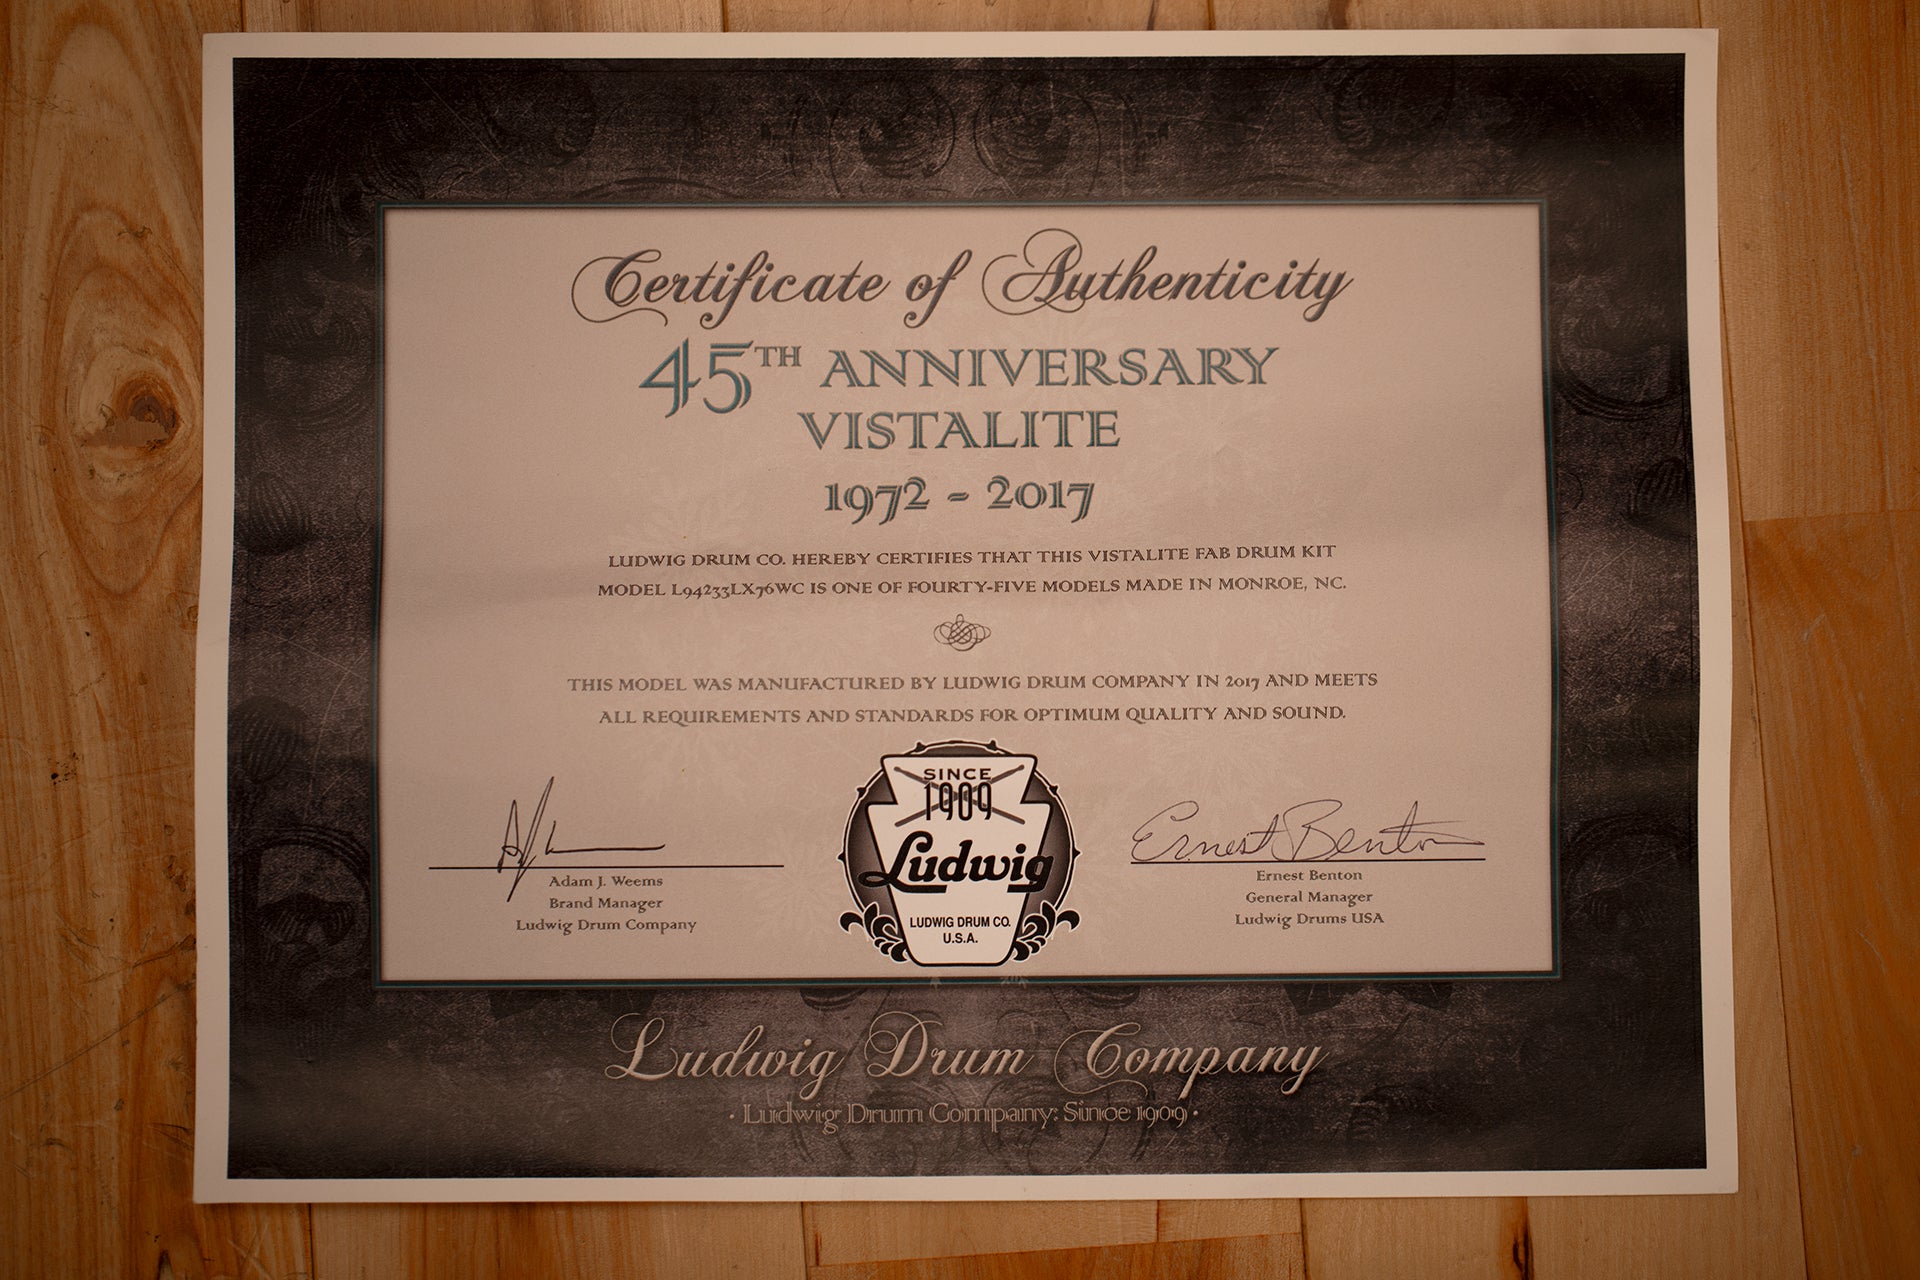 Certificate of Authenticity
45TH ANNIVERSARY
VISTALITE
1972 - 2017
LUDWIG DRUM CO. HEREBY CERTIFIES THAT THIS VISTALITE FAB DRUM KIT
MODEL L94233LX76WC IS ONE OF FOURTY-FIVE MODELS MADE IN MONROE, NC.
THIS MODEL WAS MANUFACTURED BY LUDWIG DRUM COMPANY IN 2017 AND MEETS
ALL REQUIREMENTS AND STANDARDS FOR OPTIMUM QUALITY AND SOUND.
Adam J. Weems
Brand Manager
Ludwig Drum Company
SINCE
1909
Ludwig
LUDWIG DRUM CO.
U.S.A.
Ernest Benton
Ernest Benton
General Manager
Ludwig Drums USA
Ludwig Drum Company
· Ludwig Drum Company: Since 1909 ·